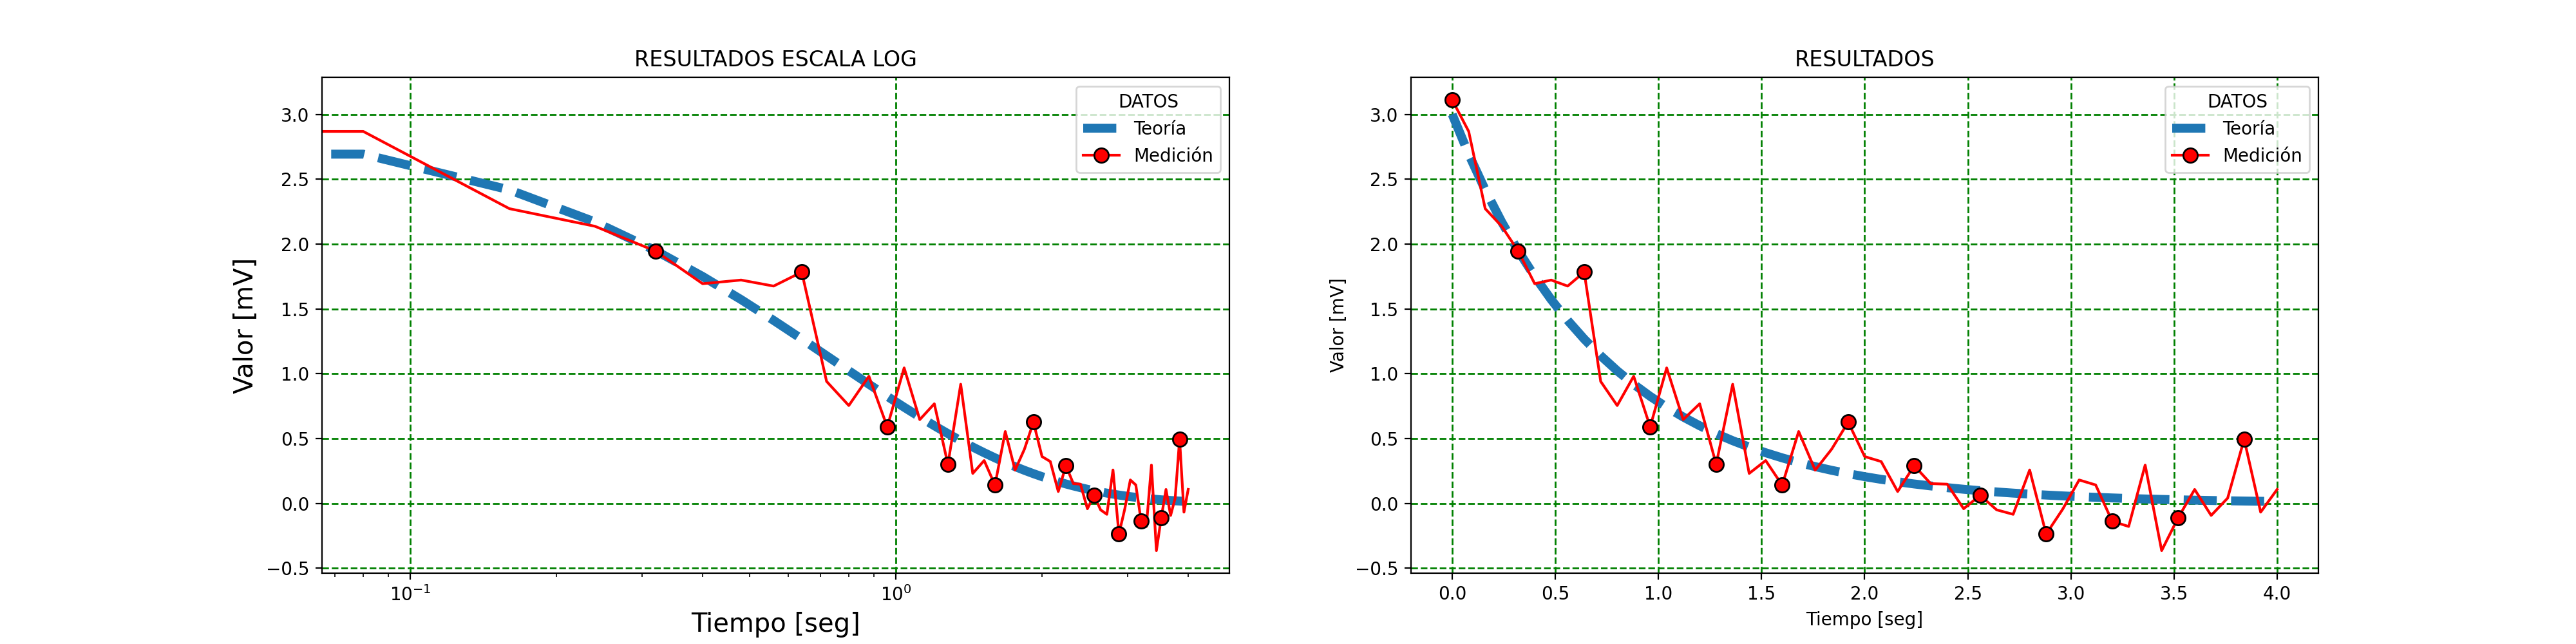 RESULTADOS ESCALA LOG
Valor [mV]
3.0
2.5
2.0
1.5
1.0
0.5
0.0
−0.5
DATOS
Teoría
Medición
10⁻¹ 10⁰
Tiempo [seg]
RESULTADOS
Valor [mV]
3.0
2.5
2.0
1.5
1.0
0.5
0.0
−0.5
DATOS
Teoría
Medición
0.0 0.5 1.0 1.5 2.0 2.5 3.0 3.5 4.0
Tiempo [seg]